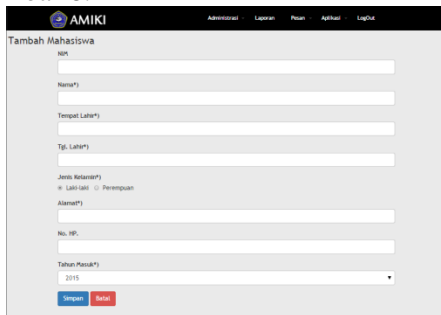 AMIKI
Administrasi Laporan Pesan Aplikasi LogOut
Tambah Mahasiswa
NIM
Nama*)
Tempat Lahir*)
Tgl. Lahir*)
Jenis Kelamin*)
Laki-laki Perempuan
Alamat*)
No. HP.
Tahun Masuk*)
2015
Simpan Batal